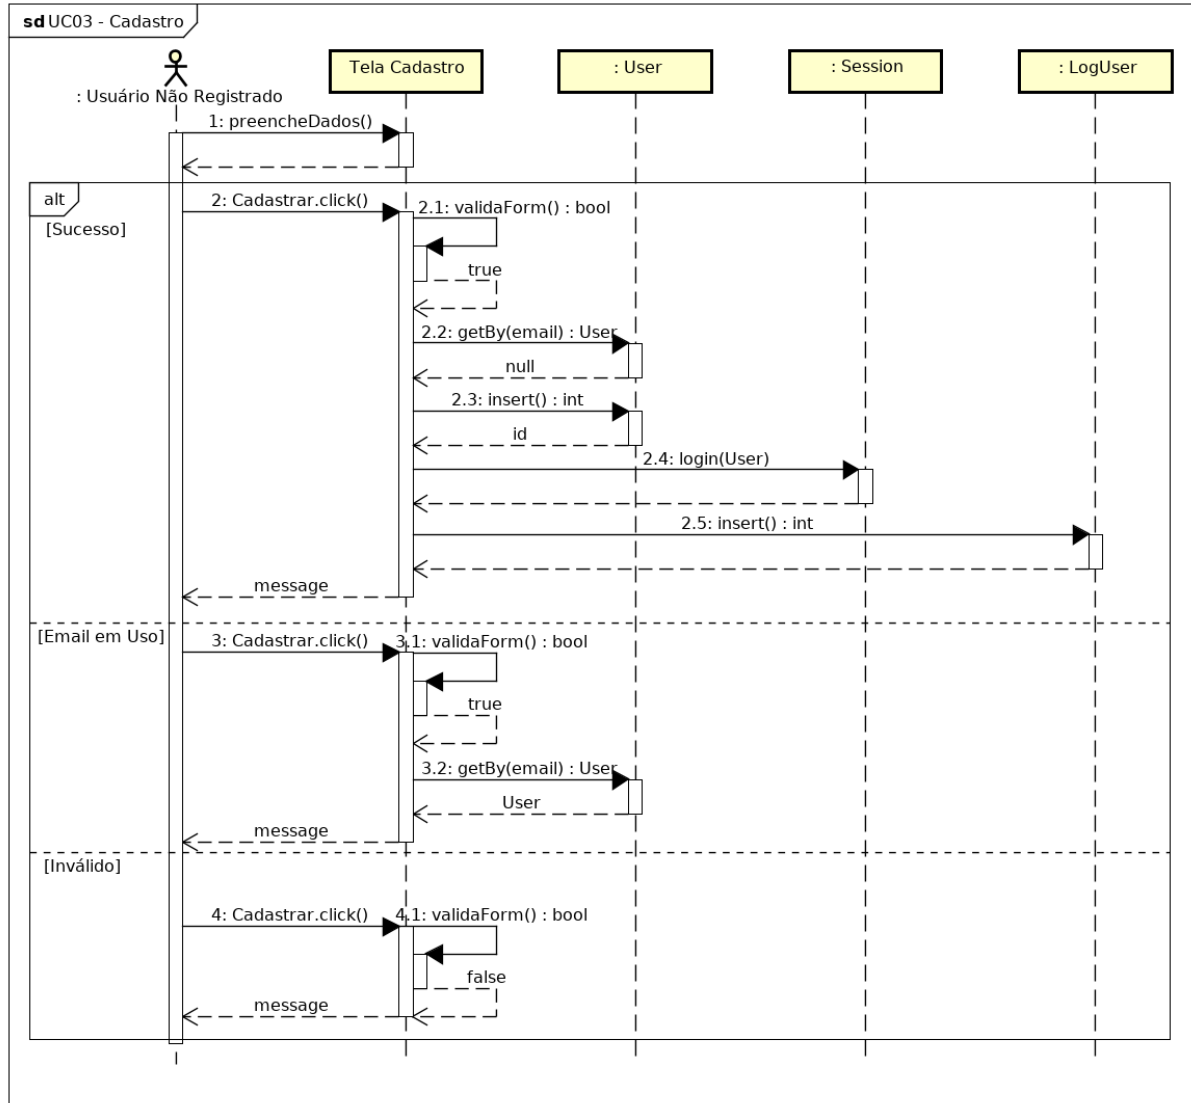 sd UC03 - Cadastro
: Usuário Não Registrado
Tela Cadastro
: User
: Session
: LogUser
1: preencheDados()
alt
[Sucesso]
2: Cadastrar.click()
2.1: validaForm() : bool
true
2.2: getBy(email) : User
null
2.3: insert() : int
id
2.4: login(User)
2.5: insert() : int
message
[Email em Uso]
3: Cadastrar.click()
3.1: validaForm() : bool
true
3.2: getBy(email) : User
User
message
[Inválido]
4: Cadastrar.click()
4.1: validaForm() : bool
false
message